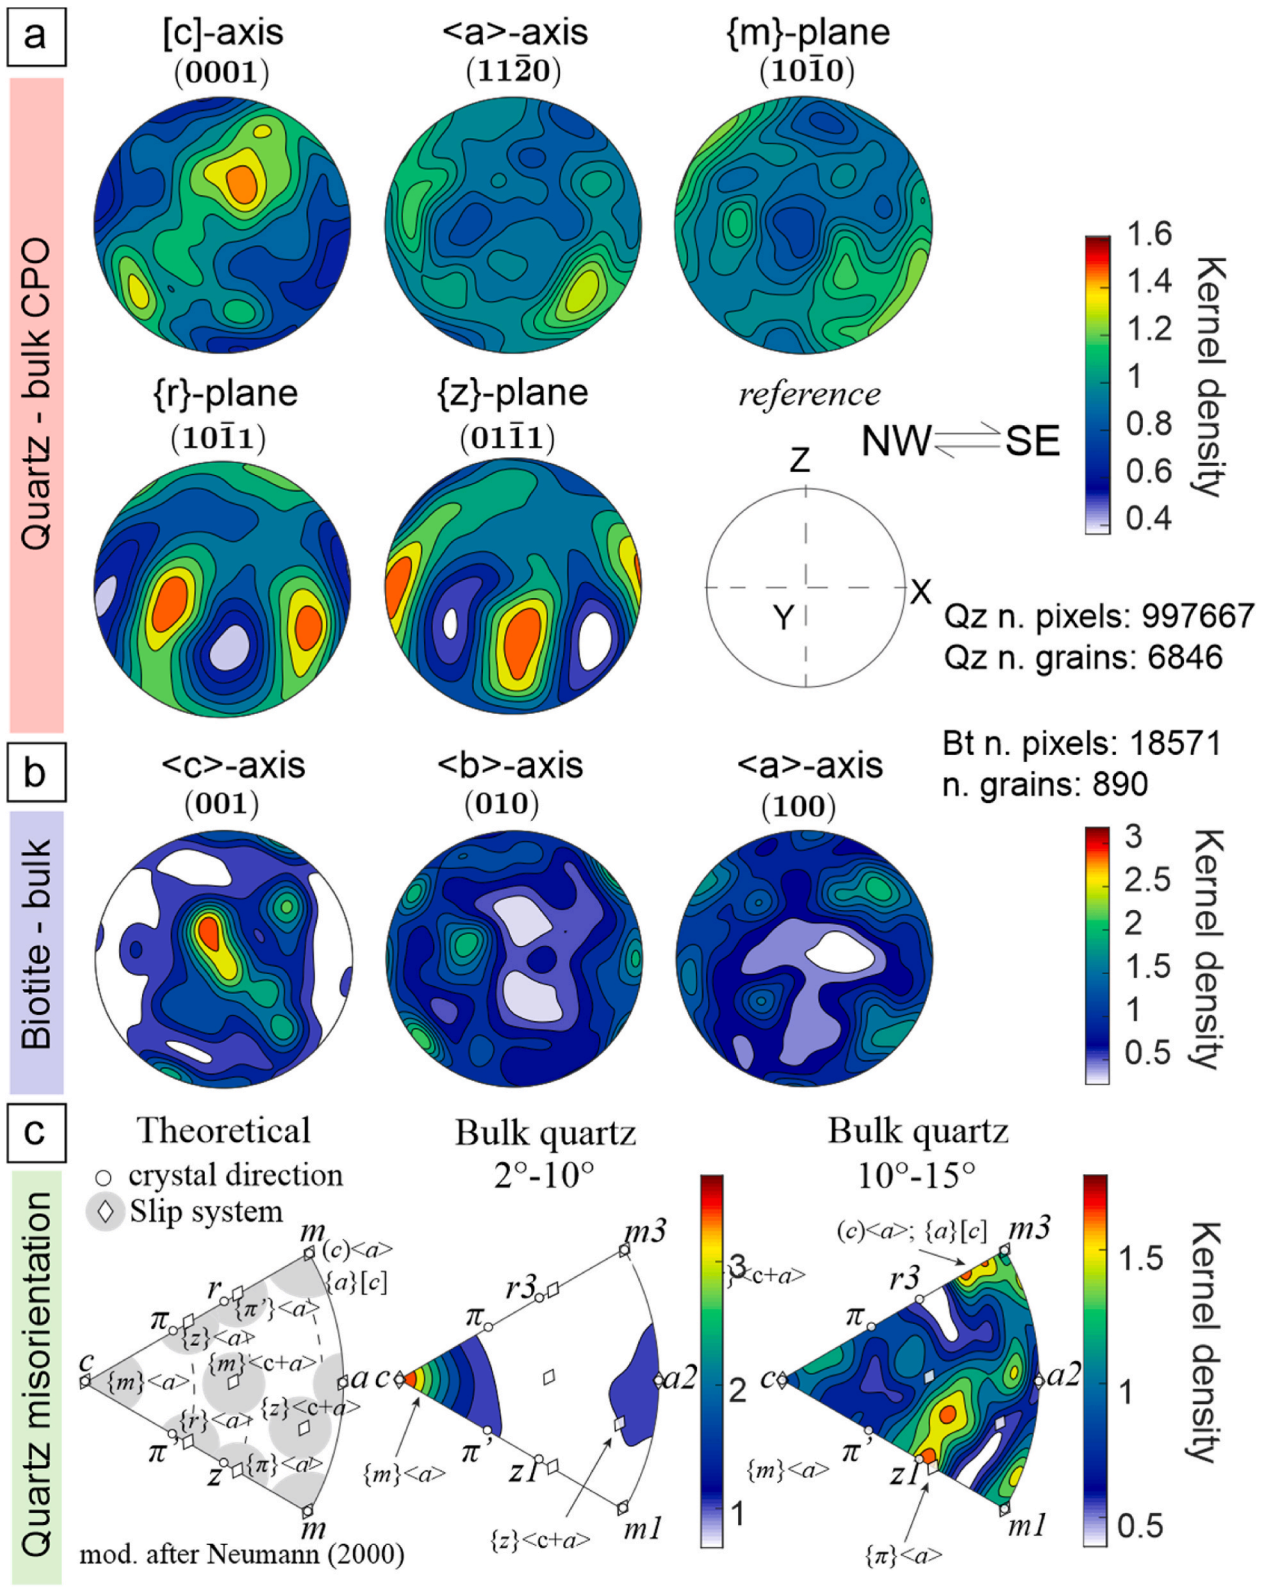 a
[c]-axis
(0001)
<a>-axis
(112̄0)
{m}-plane
(101̄0)
Quartz - bulk CPO
{r}-plane
(101̄1)
{z}-plane
(011̄1)
reference
NW SE
Z
X
Y
1.6
1.4
1.2
1
0.8
0.6
0.4
Kernel density
Qz n. pixels: 997667
Qz n. grains: 6846
Bt n. pixels: 18571
n. grains: 890
b
<c>-axis
(001)
<b>-axis
(010)
<a>-axis
(100)
Biotite - bulk
3
2.5
2
1.5
1
0.5
Kernel density
c
Quartz misorientation
Theoretical
crystal direction
Slip system
m
(c)<a>
{a}[c]
r
{π'}<a>
π
{z}<a>
{m}<c+a>
c
{m}<a>
a
{z}<c+a>
{r}<a>
π'
z
{π}<a>
m
mod. after Neumann (2000)
Bulk quartz
2°-10°
m3
r3
π
c
a2
π'
{m}<a>
z1
{z}<c+a>
m1
3
2
1
}<c+a>
Bulk quartz
10°-15°
(c)<a>; {a}[c]
m3
r3
π
c
a2
π'
{m}<a>
z1
{π}<a>
m1
1.5
1
0.5
Kernel density